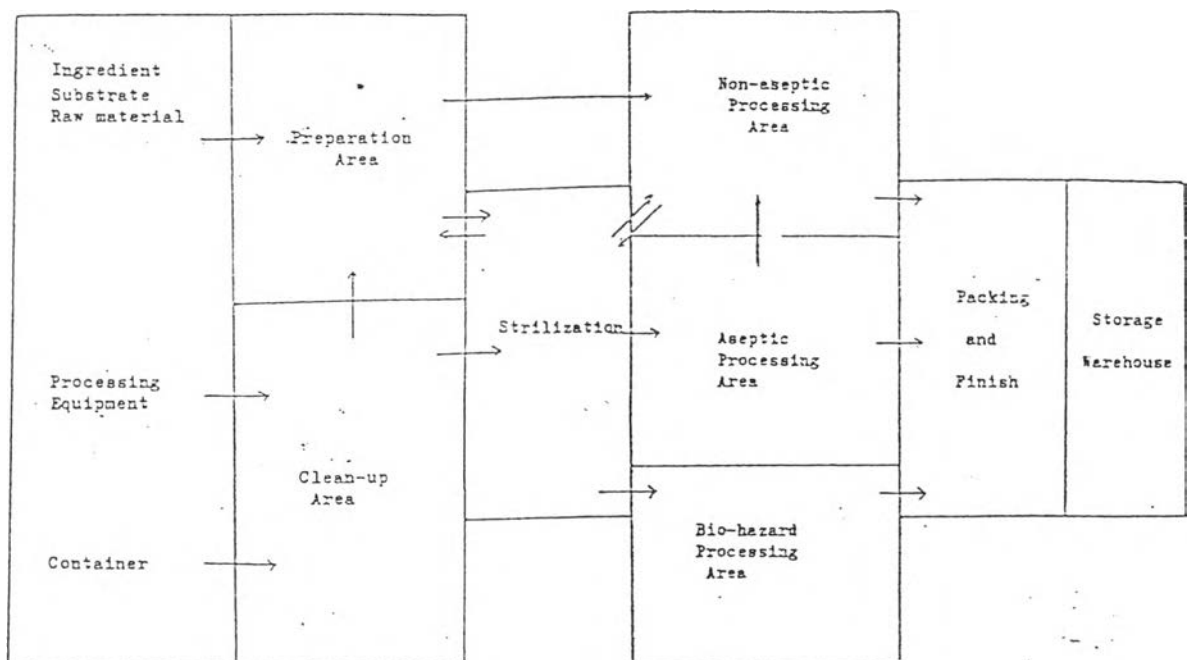 Ingredient
Substrate
Raw material
Preparation
Area
Non-aseptic
Processing
Area
Processing
Equipment
Container
Clean-up
Area
Strilization
Aseptic
Processing
Area
Bio-hazard
Processing
Area
Packing
and
Finish
Storage
Warehouse